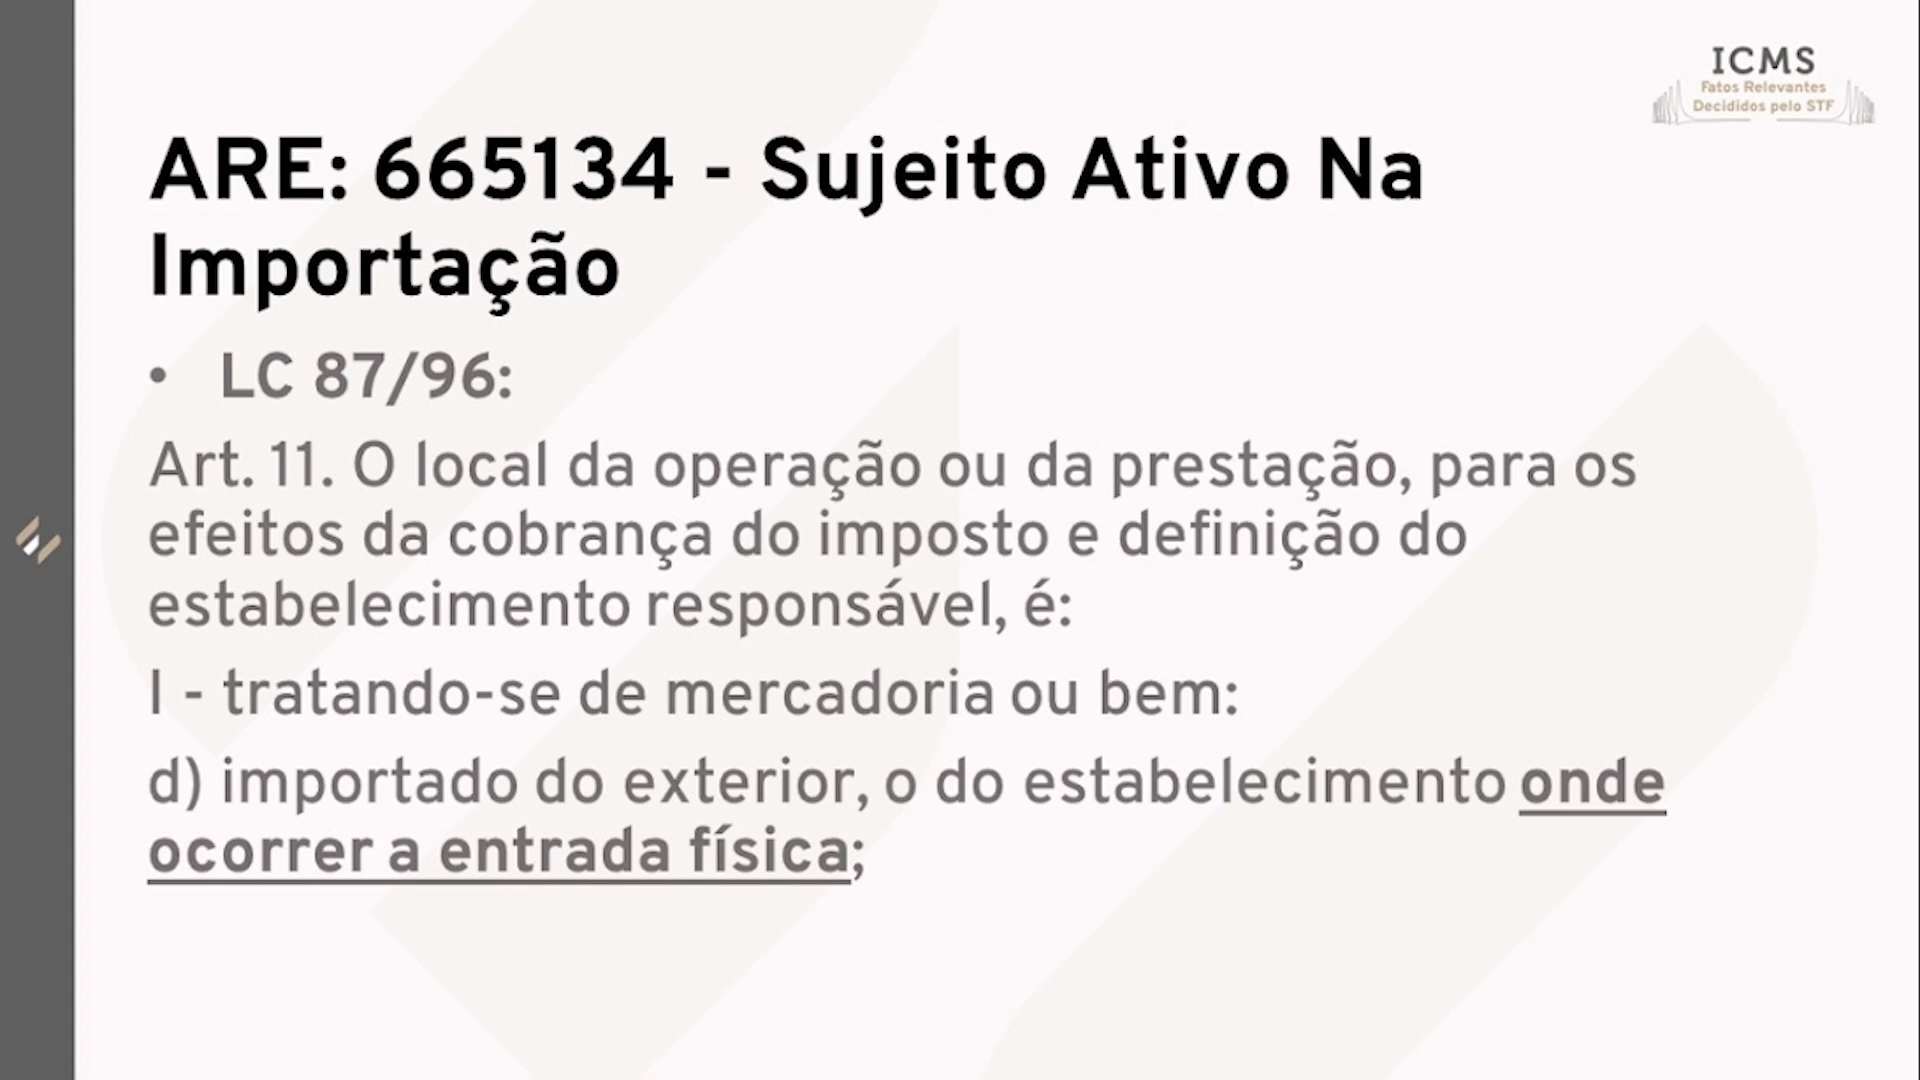 ICMS
Fatos Relevantes
Decididos pelo STF
ARE: 665134 - Sujeito Ativo Na
Importação
• LC 87/96:
Art. 11. O local da operação ou da prestação, para os
efeitos da cobrança do imposto e definição do
estabelecimento responsável, é:
I - tratando-se de mercadoria ou bem:
d) importado do exterior, o do estabelecimento onde
ocorrer a entrada física;